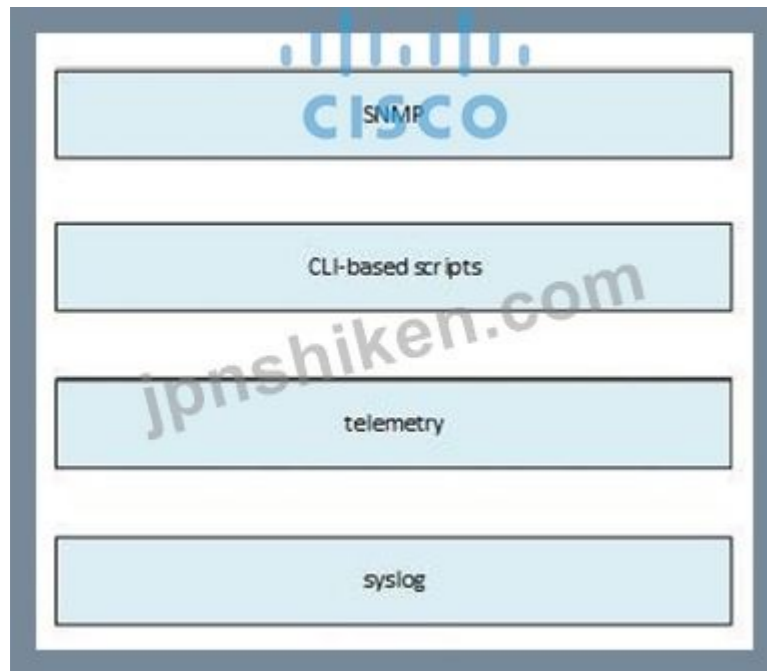 SNMP
CISCO
CLI-based scripts
jpnshiken.com
telemetry
syslog